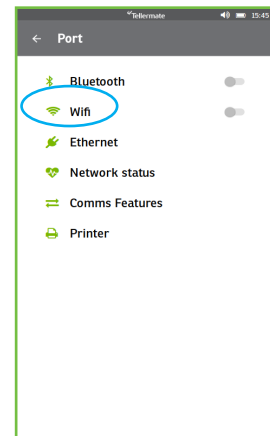 Tellermate 15:45
Port
Bluetooth
Wifi
Ethernet
Network status
Comms Features
Printer